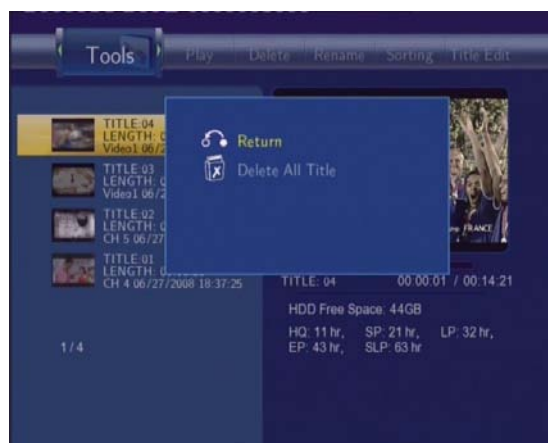 Tools Play Delete Rename Sorting Title Edit
TITLE:04
LENGTH:
Video1 06/2
TITLE:03
LENGTH:
Video1 06/2
TITLE:02
LENGTH:
CH 5 06/27
TITLE:01
LENGTH:
CH 4 06/27/2008 18:37:25
1/4
Return
Delete All Title
FRANCE
TITLE: 04 00:00:01 / 00:14:21
HDD Free Space: 44GB
HQ: 11 hr, SP: 21 hr, LP: 32 hr,
EP: 43 hr, SLP: 63 hr